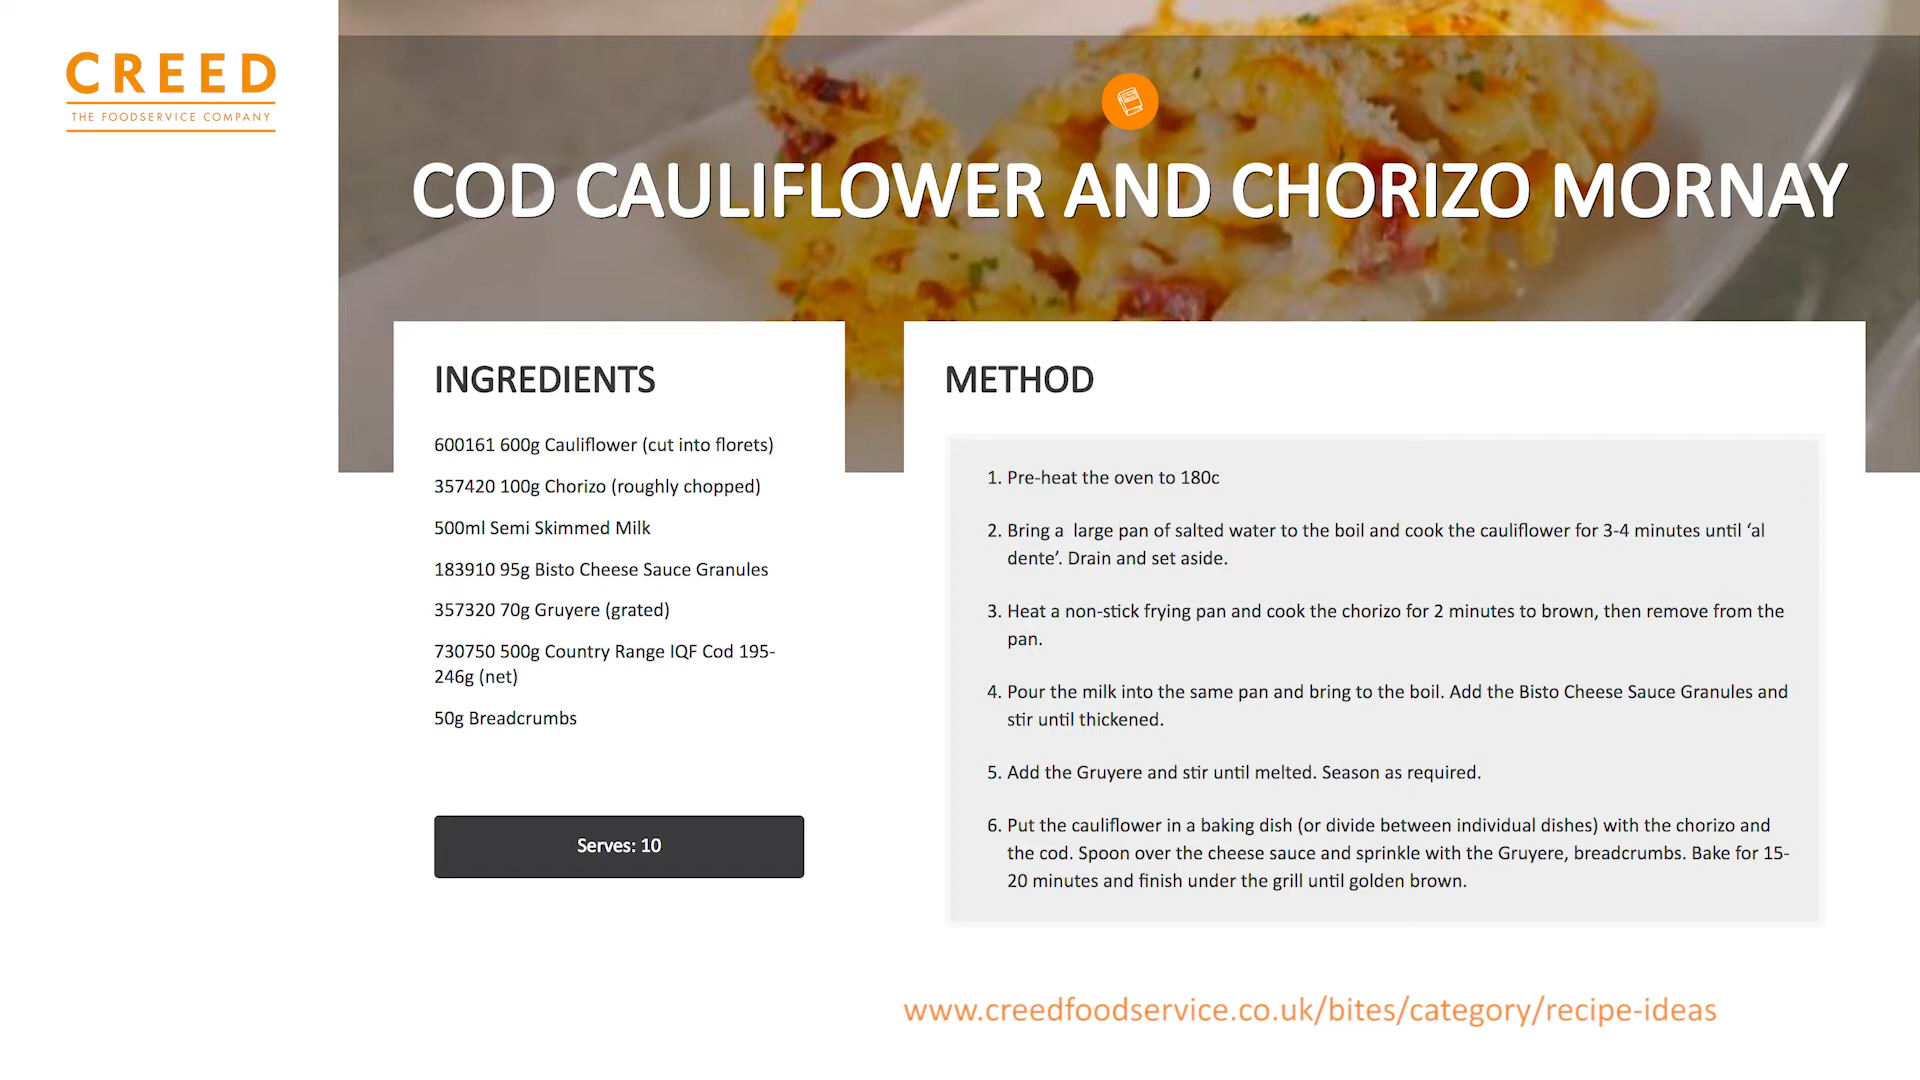 CREED
THE FOODSERVICE COMPANY
COD CAULIFLOWER AND CHORIZO MORNAY
INGREDIENTS
600161 600g Cauliflower (cut into florets)
357420 100g Chorizo (roughly chopped)
500ml Semi Skimmed Milk
183910 95g Bisto Cheese Sauce Granules
357320 70g Gruyere (grated)
730750 500g Country Range IQF Cod 195-
246g (net)
50g Breadcrumbs
Serves: 10
METHOD
1. Pre-heat the oven to 180c
2. Bring a  large pan of salted water to the boil and cook the cauliflower for 3-4 minutes until ‘al
dente’. Drain and set aside.
3. Heat a non-stick frying pan and cook the chorizo for 2 minutes to brown, then remove from the
pan.
4. Pour the milk into the same pan and bring to the boil. Add the Bisto Cheese Sauce Granules and
stir until thickened.
5. Add the Gruyere and stir until melted. Season as required.
6. Put the cauliflower in a baking dish (or divide between individual dishes) with the chorizo and
the cod. Spoon over the cheese sauce and sprinkle with the Gruyere, breadcrumbs. Bake for 15-
20 minutes and finish under the grill until golden brown.
www.creedfoodservice.co.uk/bites/category/recipe-ideas